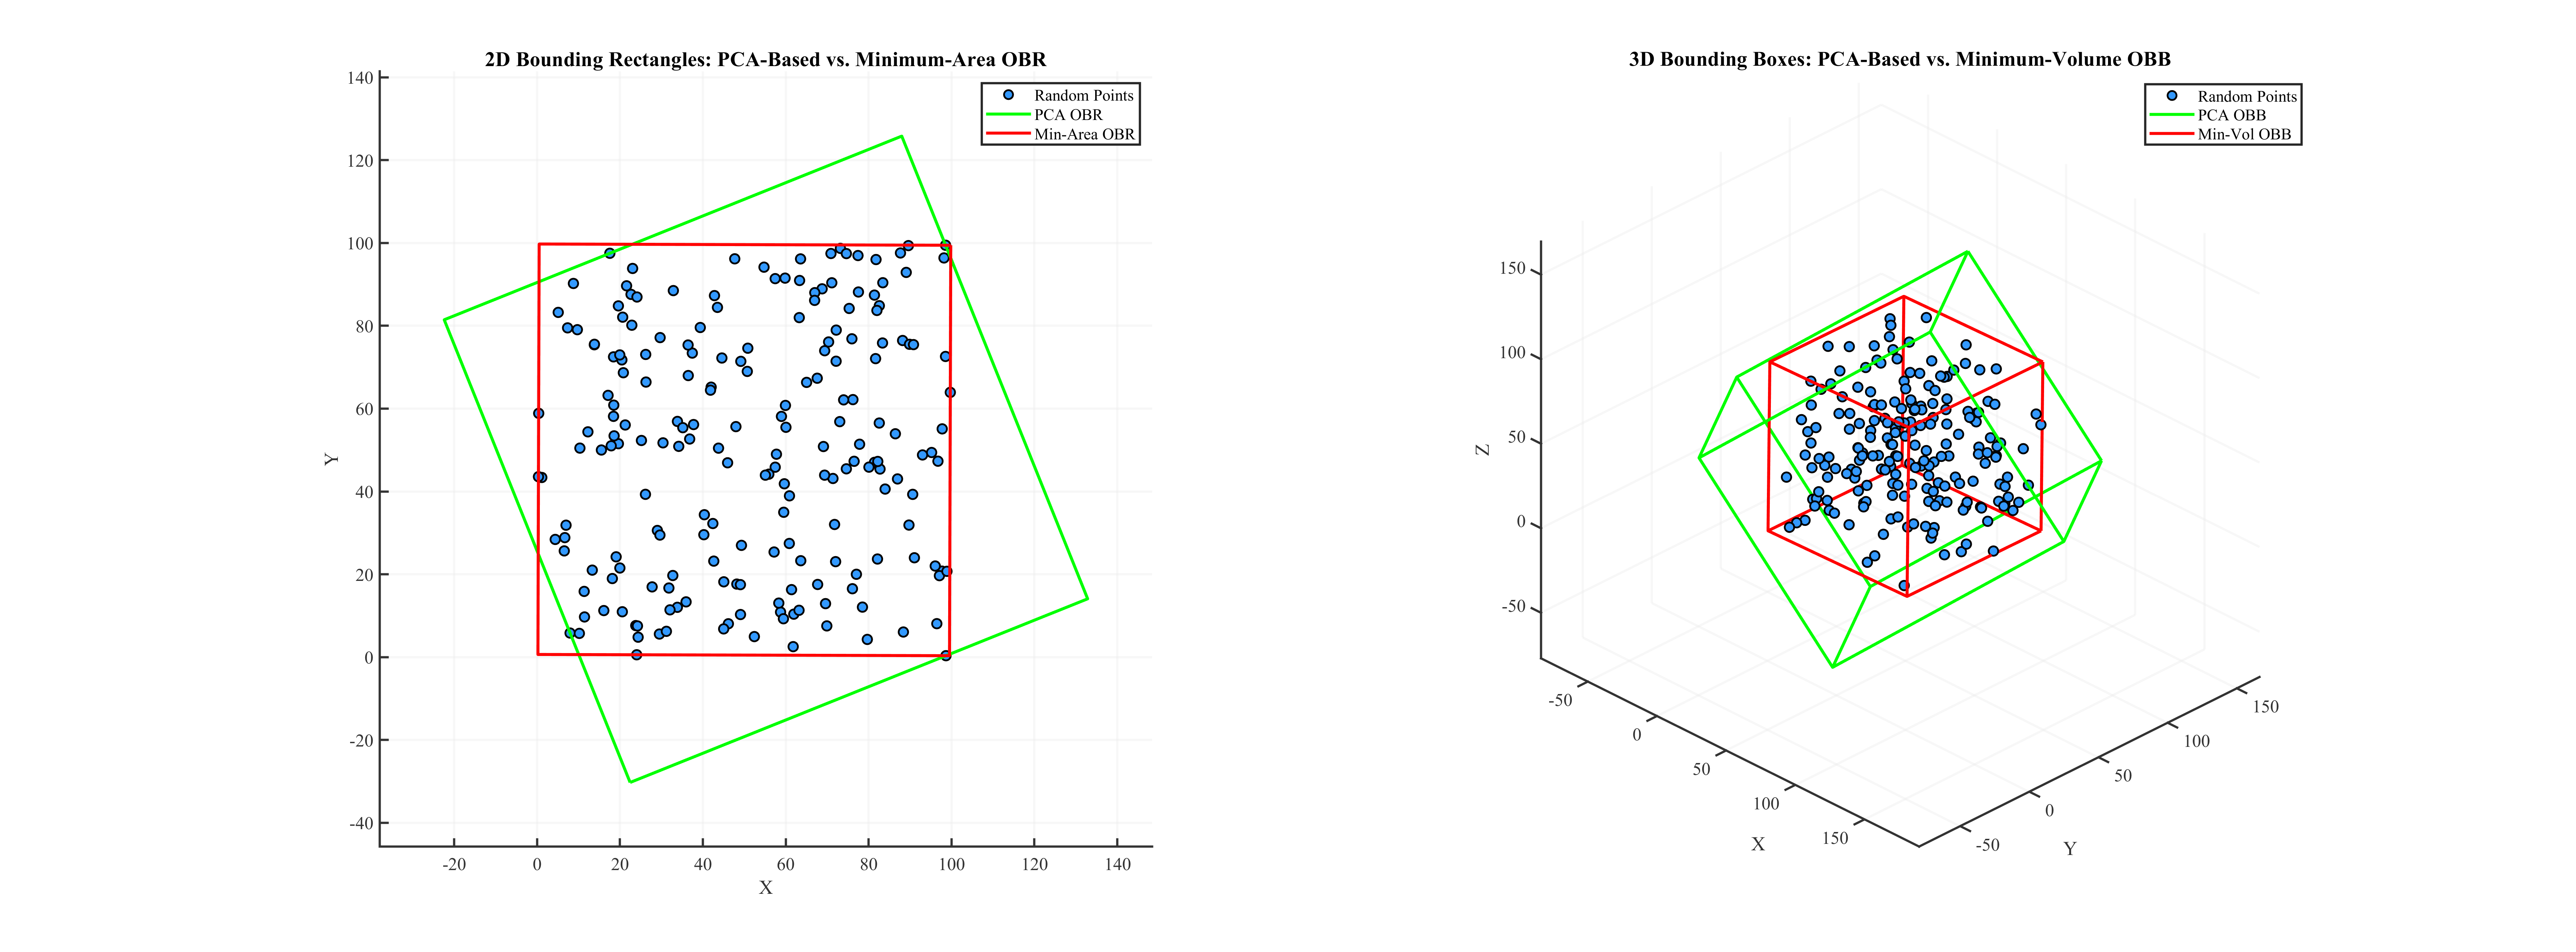 2D Bounding Rectangles: PCA-Based vs. Minimum-Area OBR
Random Points
PCA OBR
Min-Area OBR
140
120
100
80
60
40
20
0
-20
-40
Y
-20 0 20 40 60 80 100 120 140
X
3D Bounding Boxes: PCA-Based vs. Minimum-Volume OBB
Random Points
PCA OBB
Min-Vol OBB
150
100
50
0
-50
Z
-50
0
50
100
150
X
150
100
50
0
-50
Y